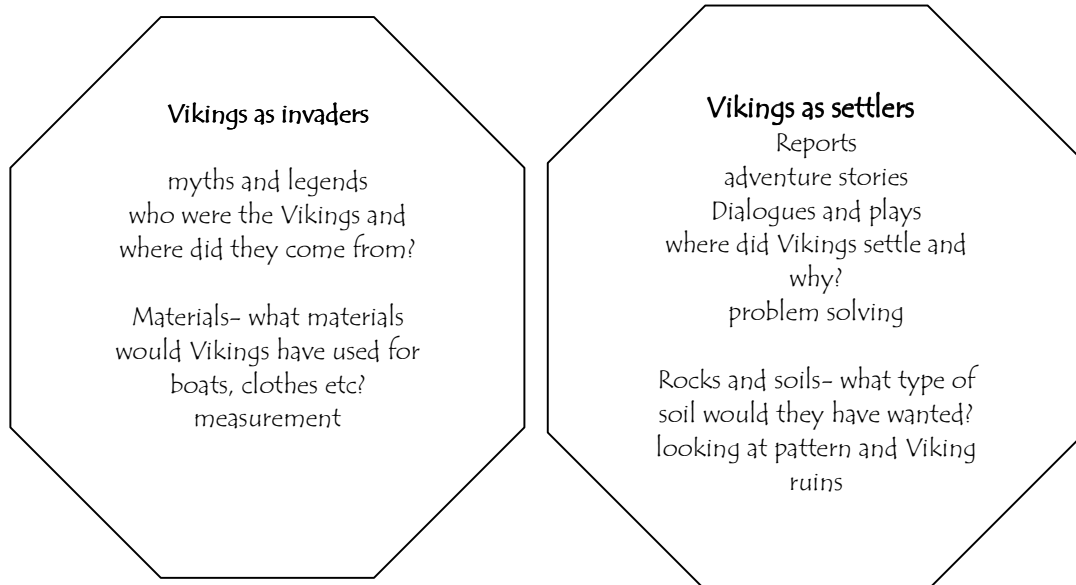 Vikings as invaders
myths and legends
who were the Vikings and
where did they come from?
Materials- what materials
would Vikings have used for
boats, clothes etc?
measurement
Vikings as settlers
Reports
adventure stories
Dialogues and plays
where did Vikings settle and
why?
problem solving
Rocks and soils- what type of
soil would they have wanted?
looking at pattern and Viking
ruins